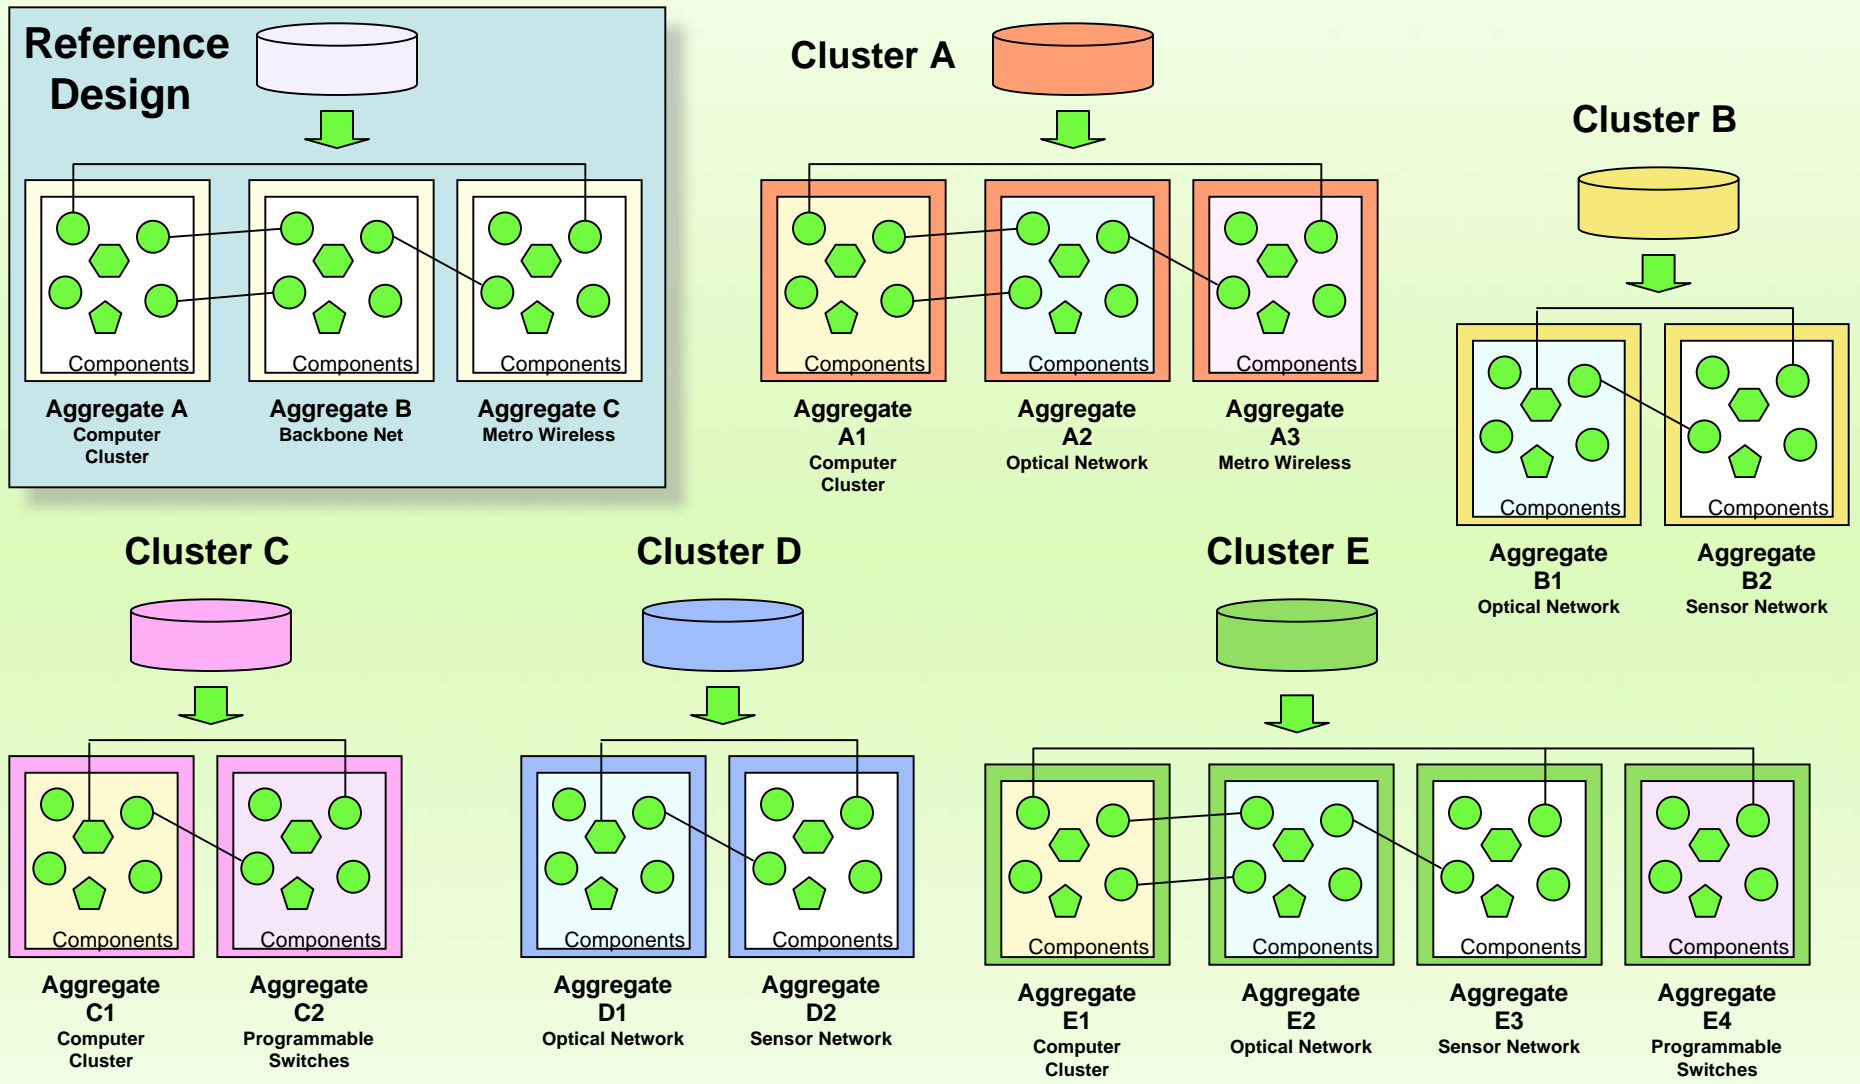 Reference
Design
Components
Components
Components
Aggregate A
Computer
Cluster
Aggregate B
Backbone Net
Aggregate C
Metro Wireless
Cluster A
Components
Components
Components
Aggregate
A1
Computer
Cluster
Aggregate
A2
Optical Network
Aggregate
A3
Metro Wireless
Cluster B
Components
Components
Aggregate
B1
Optical Network
Aggregate
B2
Sensor Network
Cluster C
Components
Components
Aggregate
C1
Computer
Cluster
Aggregate
C2
Programmable
Switches
Cluster D
Components
Components
Aggregate
D1
Optical Network
Aggregate
D2
Sensor Network
Cluster E
Components
Components
Components
Components
Aggregate
E1
Computer
Cluster
Aggregate
E2
Optical Network
Aggregate
E3
Sensor Network
Aggregate
E4
Programmable
Switches